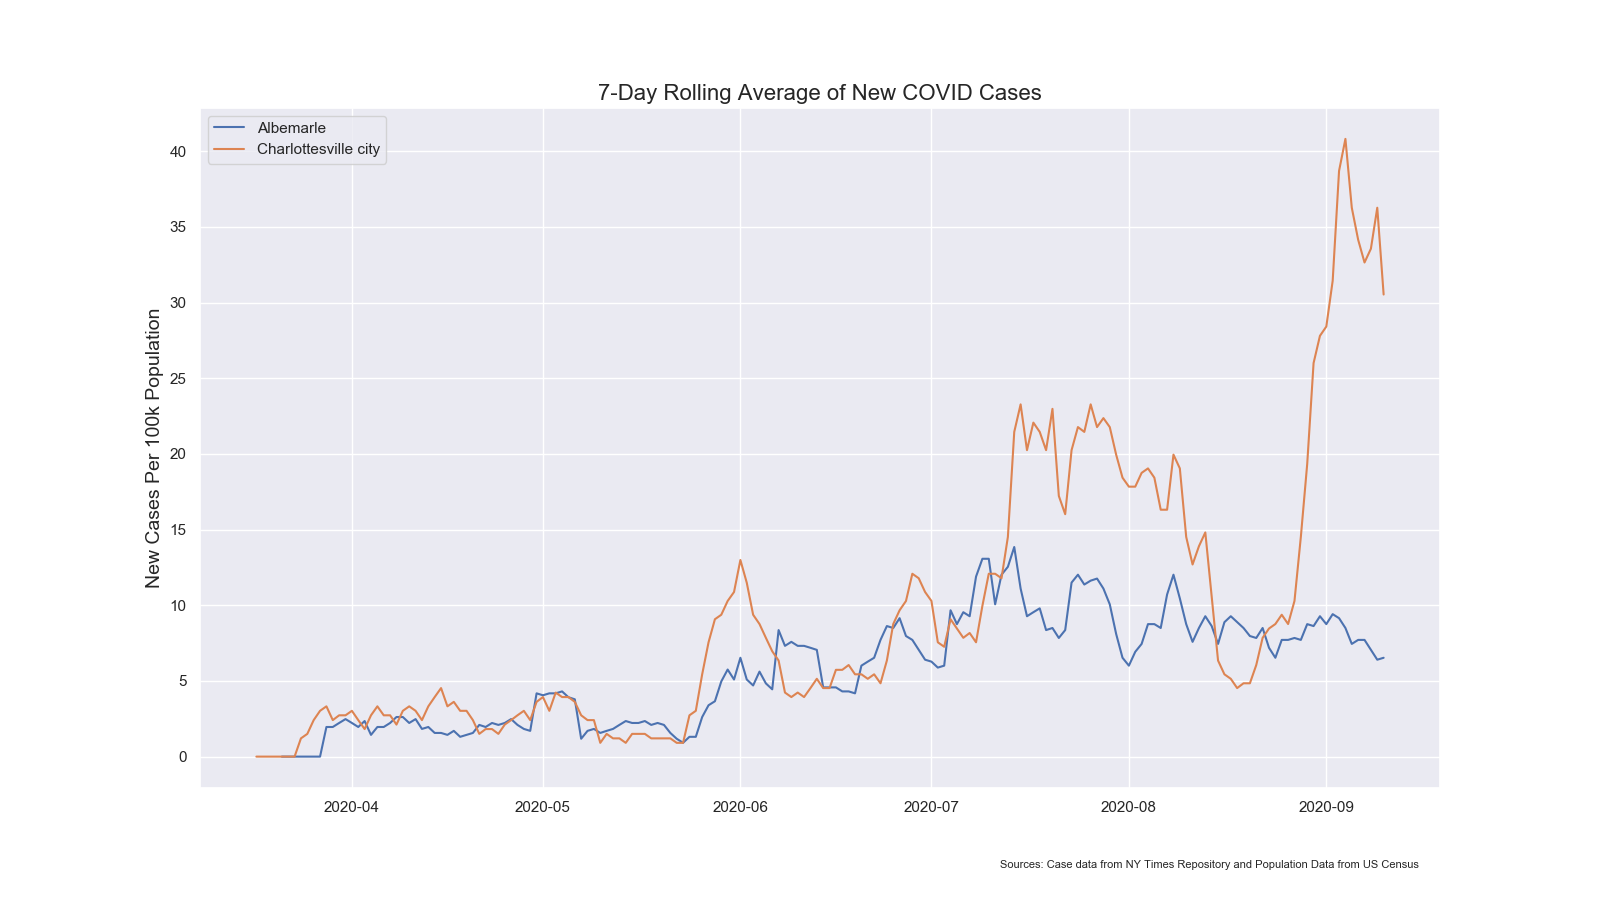 7-Day Rolling Average of New COVID Cases
Albemarle
Charlottesville city
New Cases Per 100k Population
40
35
30
25
20
15
10
5
0
2020-04 2020-05 2020-06 2020-07 2020-08 2020-09
Sources: Case data from NY Times Repository and Population Data from US Census